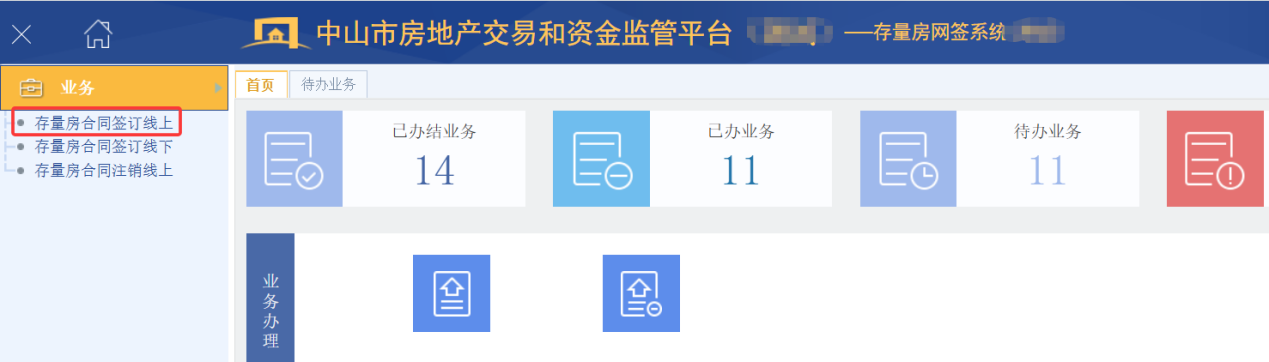 中山市房地产交易和资金监管平台 ——存量房网签系统
业务
存量房合同签订线上
存量房合同签订线下
存量房合同注销线上
首页 待办业务
已办结业务
14
已办业务
11
待办业务
11
业务办理